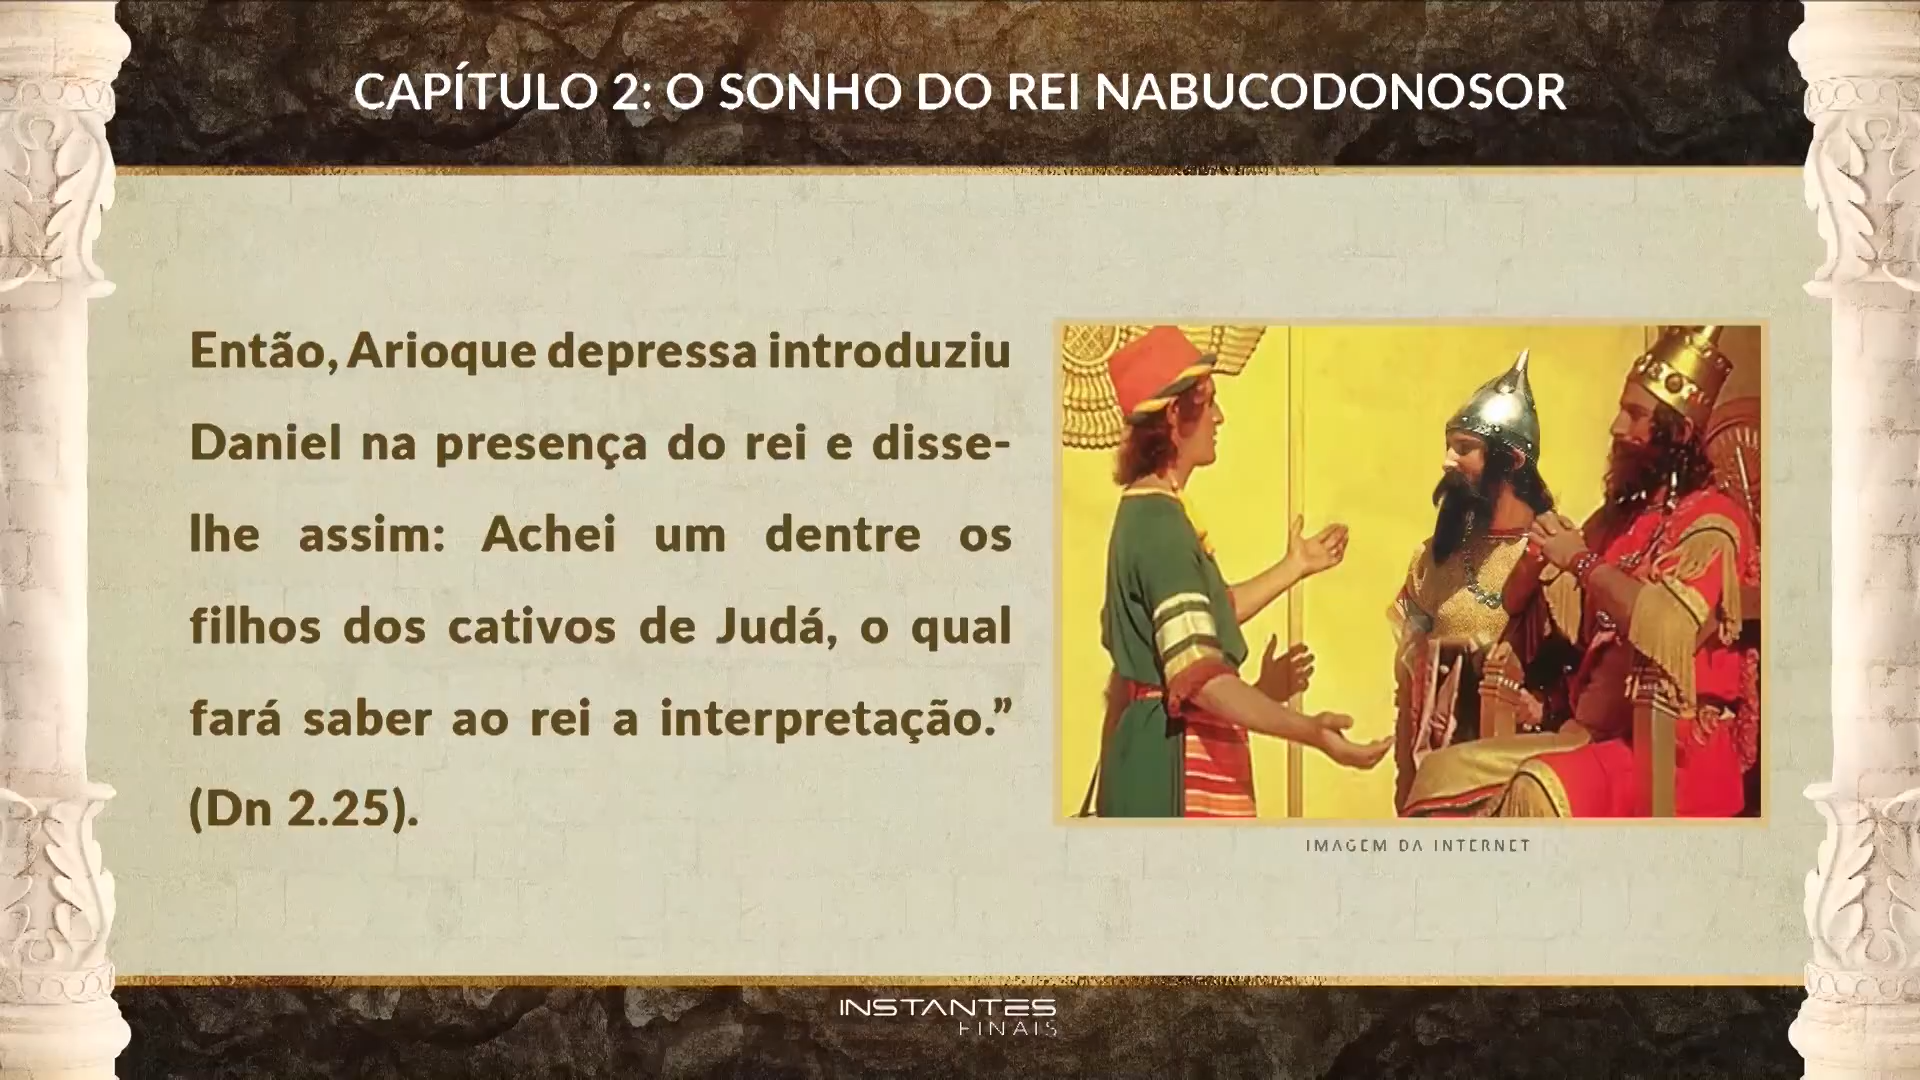 CAPÍTULO 2: O SONHO DO REI NABUCODONOSOR
Então, Arioque depressa introduziu
Daniel na presença do rei e disse-
lhe assim: Achei um dentre os
filhos dos cativos de Judá, o qual
fará saber ao rei a interpretação.”
(Dn 2.25).
IMAGEM DA INTERNET
INSTANTES
FINAIS